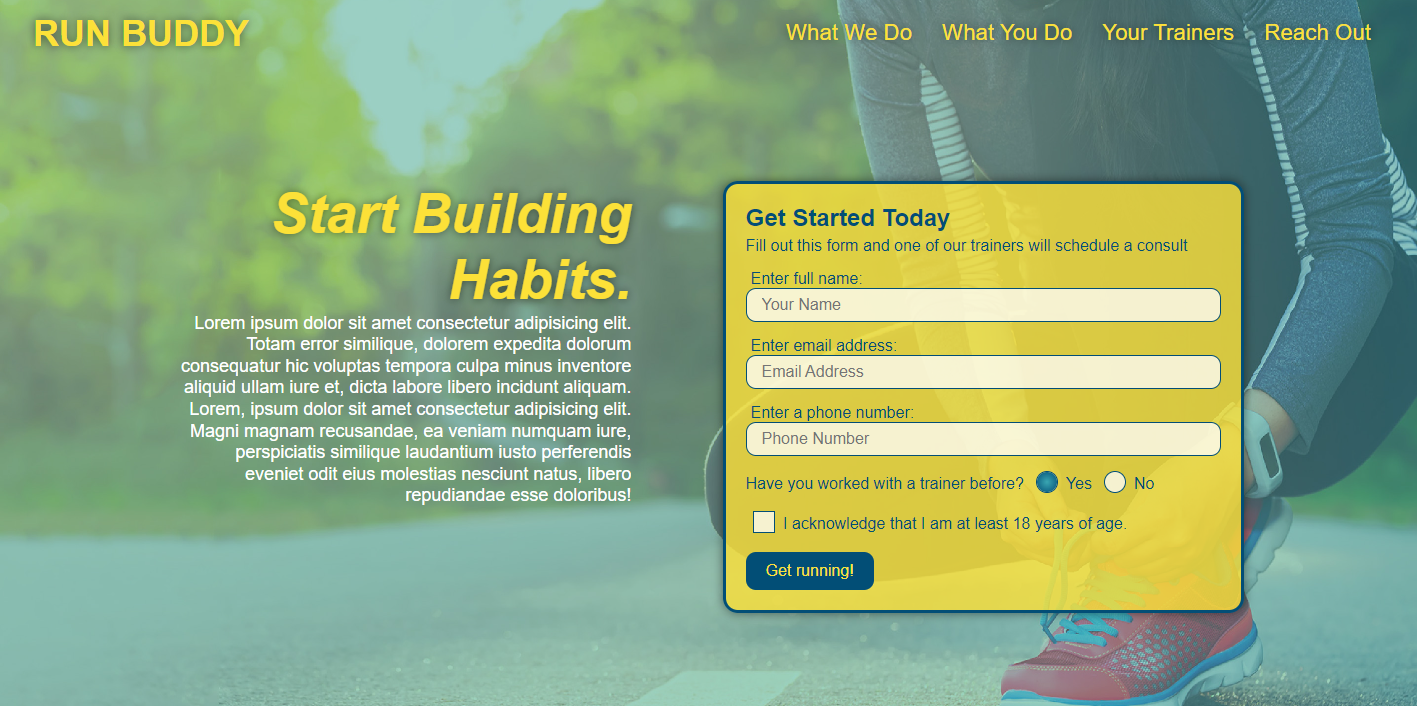 RUN BUDDY
What We Do What You Do Your Trainers Reach Out
Start Building
Habits.
Lorem ipsum dolor sit amet consectetur adipisicing elit.
Totam error similique, dolorem expedita dolorum
consequatur hic voluptas tempora culpa minus inventore
aliquid ullam iure et, dicta labore libero incidunt aliquam.
Lorem, ipsum dolor sit amet consectetur adipisicing elit.
Magni magnam recusandae, ea veniam numquam iure,
perspiciatis similique laudantium iusto perferendis
eveniet odit eius molestias nesciunt natus, libero
repudiandae esse doloribus!
Get Started Today
Fill out this form and one of our trainers will schedule a consult
Enter full name:
Your Name
Enter email address:
Email Address
Enter a phone number:
Phone Number
Have you worked with a trainer before? Yes No
I acknowledge that I am at least 18 years of age.
Get running!